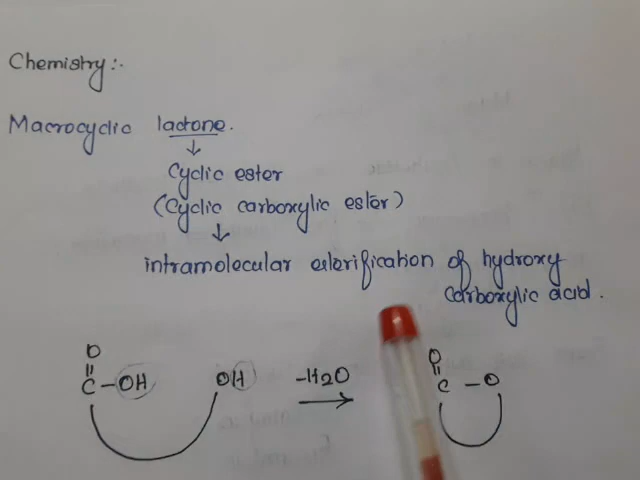 Chemistry:-
Macrocyclic lactone.
↓
Cyclic ester
(Cyclic carboxylic ester)
↓
intramolecular esterification of hydroxy
carboxylic acid.
O O
|| ||
C-OH OH -H2O C-O
→